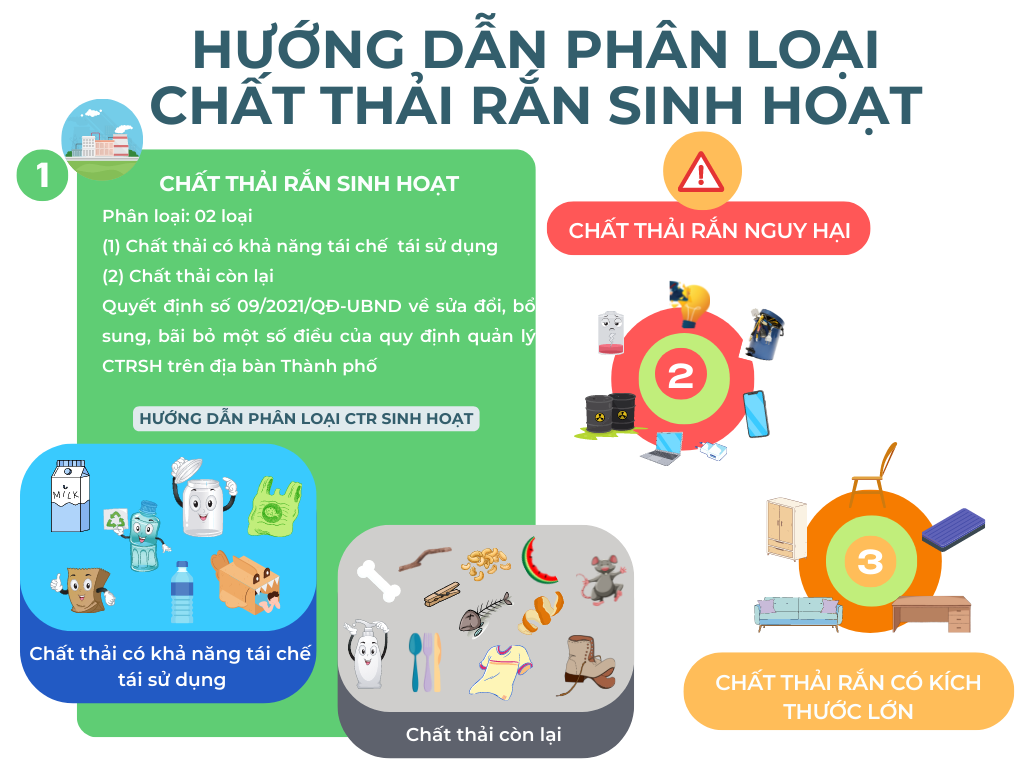 HƯỚNG DẪN PHÂN LOẠI
CHẤT THẢI RẮN SINH HOẠT
1
CHẤT THẢI RẮN SINH HOẠT
Phân loại: 02 loại
(1) Chất thải có khả năng tái chế  tái sử dụng
(2) Chất thải còn lại
Quyết định số 09/2021/QĐ-UBND về sửa đổi, bổ
sung, bãi bỏ một số điều của quy định quản lý
CTRSH trên địa bàn Thành phố
HƯỚNG DẪN PHÂN LOẠI CTR SINH HOẠT
MILK
Chất thải có khả năng tái chế
tái sử dụng
Chất thải còn lại
CHẤT THẢI RẮN NGUY HẠI
2
3
CHẤT THẢI RẮN CÓ KÍCH
THƯỚC LỚN